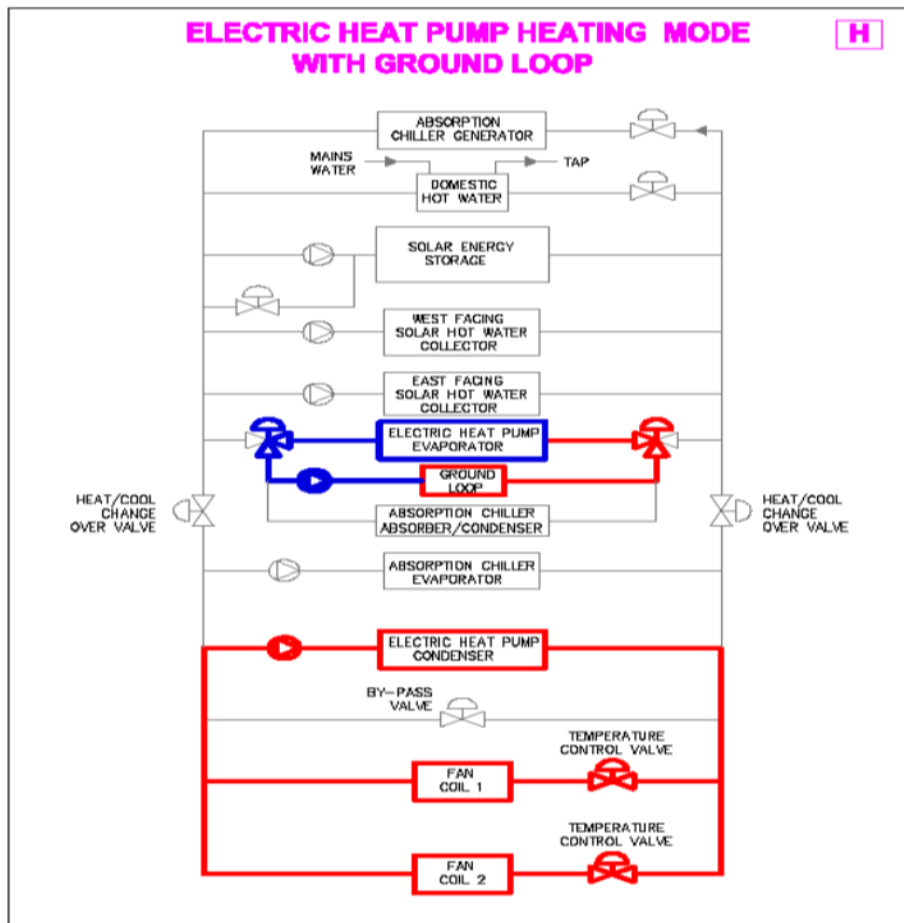 ELECTRIC HEAT PUMP HEATING MODE
WITH GROUND LOOP
H
ABSORPTION
CHILLER GENERATOR
MAINS
WATER
TAP
DOMESTIC
HOT WATER
SOLAR ENERGY
STORAGE
WEST FACING
SOLAR HOT WATER
COLLECTOR
EAST FACING
SOLAR HOT WATER
COLLECTOR
ELECTRIC HEAT PUMP
EVAPORATOR
GROUND
LOOP
HEAT/COOL
CHANGE
OVER VALVE
ABSORPTION CHILLER
ABSORBER/CONDENSER
HEAT/COOL
CHANGE
OVER VALVE
ABSORPTION CHILLER
EVAPORATOR
ELECTRIC HEAT PUMP
CONDENSER
BY-PASS
VALVE
TEMPERATURE
CONTROL VALVE
FAN
COIL 1
TEMPERATURE
CONTROL VALVE
FAN
COIL 2